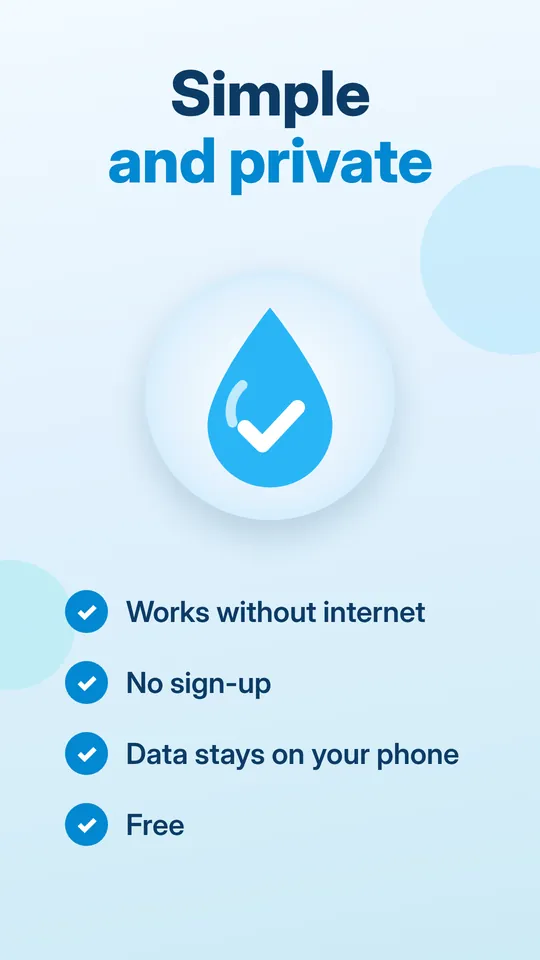 Simple
and private
Works without internet
No sign-up
Data stays on your phone
Free